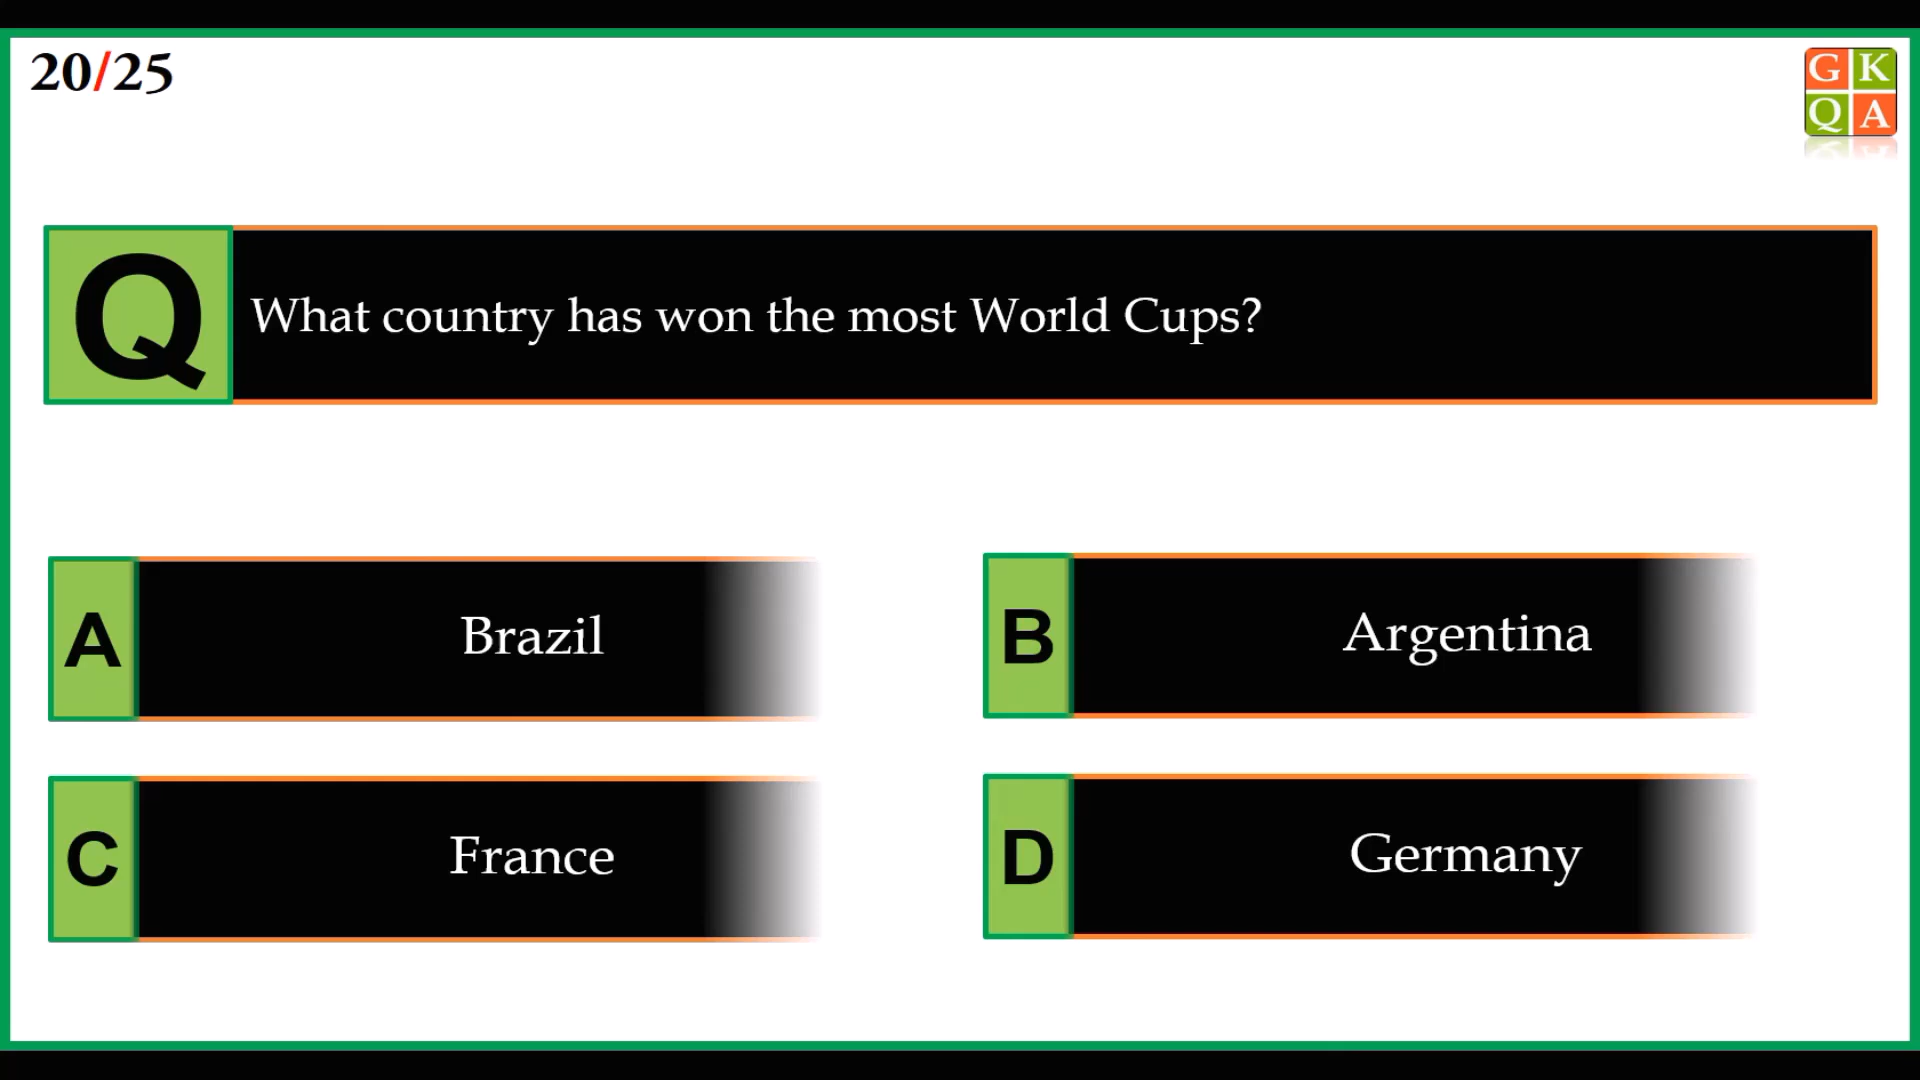 20/25
G K
Q A
Q
What country has won the most World Cups?
A
Brazil
B
Argentina
C
France
D
Germany